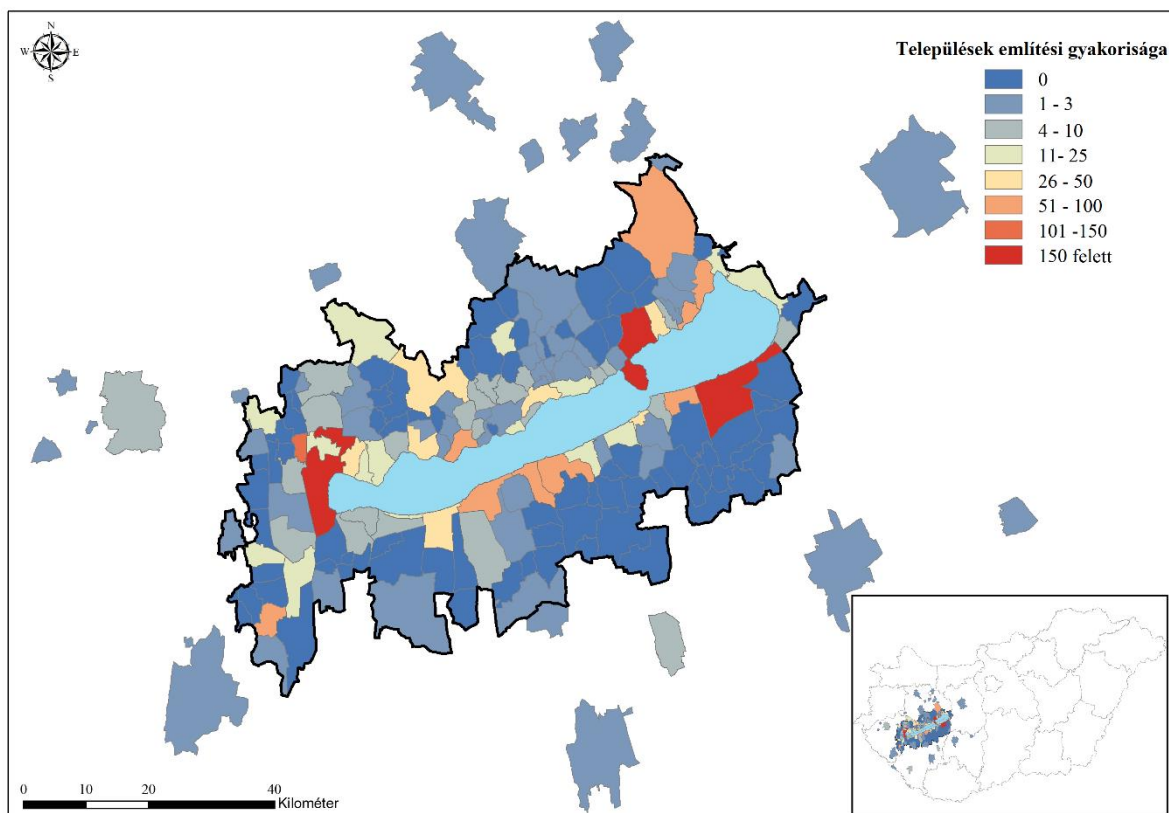 N
W E
S
Települések említési gyakorisága
0
1 - 3
4 - 10
11- 25
26 - 50
51 - 100
101 -150
150 felett
0 10 20 40
Kilométer